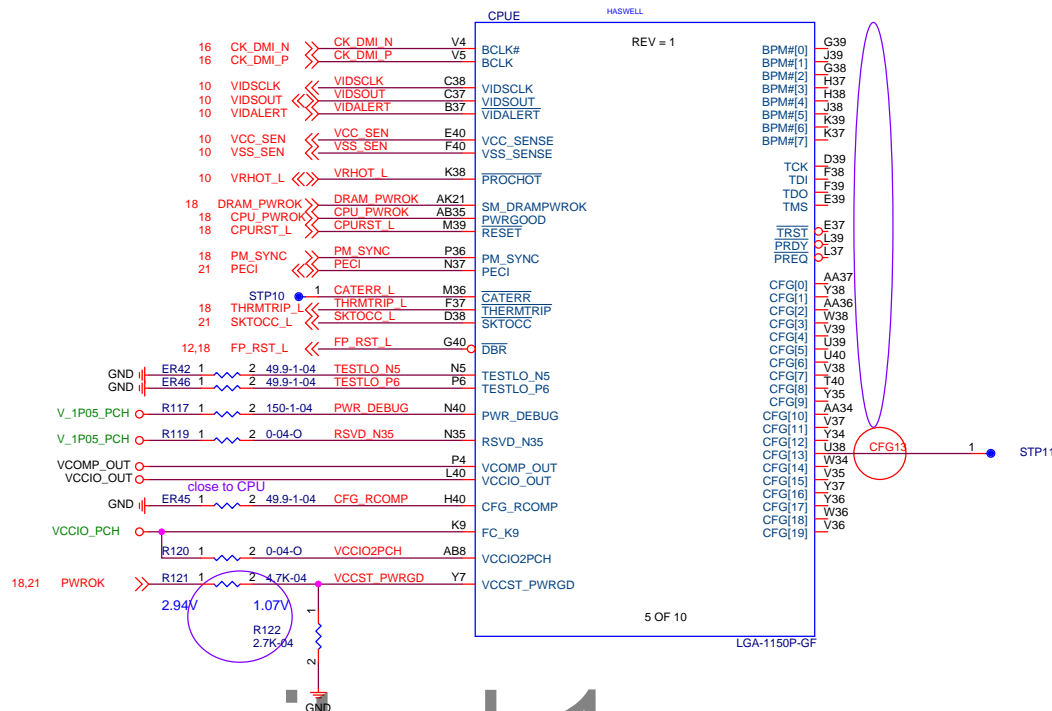 HASWELL
CPUE
REV = 1
16 CK_DMI_N CK_DMI_N V4 BCLK# BPM#[0] G39
16 CK_DMI_P CK_DMI_P V5 BCLK BPM#[1] J39
BPM#[2] G38
10 VIDSCLK VIDSCLK C38 VIDSCLK BPM#[3] H37
10 VIDSOUT VIDSOUT C37 VIDSOUT BPM#[4] H38
10 VIDALERT VIDALERT B37 VIDALERT BPM#[5] J38
BPM#[6] K39
10 VCC_SEN VCC_SEN E40 VCC_SENSE BPM#[7] K37
10 VSS_SEN VSS_SEN F40 VSS_SENSE
TCK D39
10 VRHOT_L VRHOT_L K38 PROCHOT TDI F38
TDO F39
18 DRAM_PWROK DRAM_PWROK AK21 SM_DRAMPWROK TMS E39
18 CPU_PWROK CPU_PWROK AB35 PWRGOOD
18 CPURST_L CPURST_L M39 RESET TRST E37
PRDY L39
18 PM_SYNC PM_SYNC P36 PM_SYNC PREQ L37
21 PECI PECI N37 PECI
CFG[0] AA37
STP10 1 CATERR_L M36 CATERR CFG[1] Y38
18 THRMTRIP_L THRMTRIP_L F37 THERMTRIP CFG[2] AA36
21 SKTOCC_L SKTOCC_L D38 SKTOCC CFG[3] W38
CFG[4] V39
12,18 FP_RST_L FP_RST_L G40 DBR CFG[5] U39
CFG[6] U40
GND ER42 1 2 49.9-1-04 TESTLO_N5 N5 TESTLO_N5 CFG[7] V38
GND ER46 1 2 49.9-1-04 TESTLO_P6 P6 TESTLO_P6 CFG[8] T40
CFG[9] Y35
V_1P05_PCH R117 1 2 150-1-04 PWR_DEBUG N40 PWR_DEBUG CFG[10] AA34
CFG[11] V37
V_1P05_PCH R119 1 2 0-04-O RSVD_N35 N35 RSVD_N35 CFG[12] Y34
CFG[13] U38 CFG13 1 STP11
VCOMP_OUT P4 VCOMP_OUT CFG[14] W34
VCCIO_OUT L40 VCCIO_OUT CFG[15] V35
close to CPU CFG[16] Y37
GND ER45 1 2 49.9-1-04 CFG_RCOMP H40 CFG_RCOMP CFG[17] Y36
CFG[18] W36
VCCIO_PCH K9 FC_K9 CFG[19] V36
R120 1 2 0-04-O VCCIO2PCH AB8 VCCIO2PCH
18,21 PWROK R121 1 2 4.7K-04 VCCST_PWRGD Y7 VCCST_PWRGD
2.94V 1.07V 1
5 OF 10
R122
2.7K-04
LGA-1150P-GF
2
GND